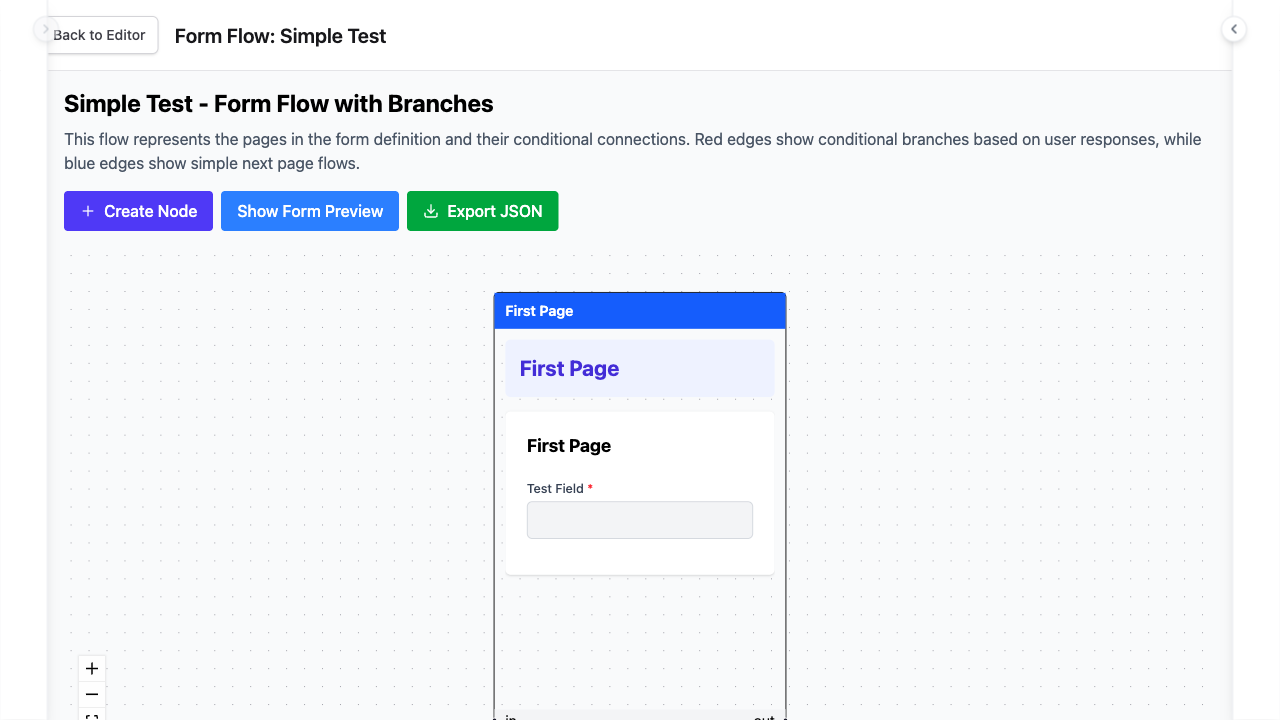 Back to Editor
Form Flow: Simple Test
Simple Test - Form Flow with Branches
This flow represents the pages in the form definition and their conditional connections. Red edges show conditional branches based on user responses, while
blue edges show simple next page flows.
Create Node
Show Form Preview
Export JSON
First Page
First Page
First Page
Test Field *
in
out